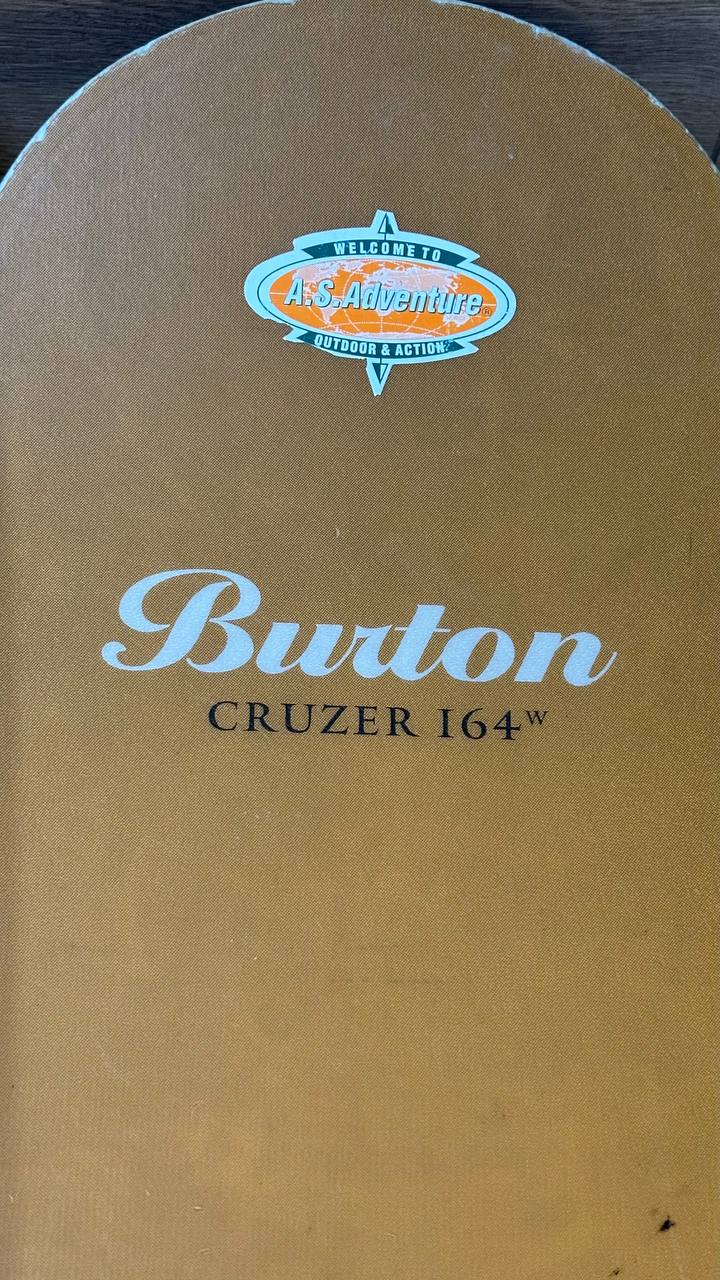 WELCOME TO
A.S.Adventure®
OUTDOOR & ACTION
Burton
CRUZER 164W